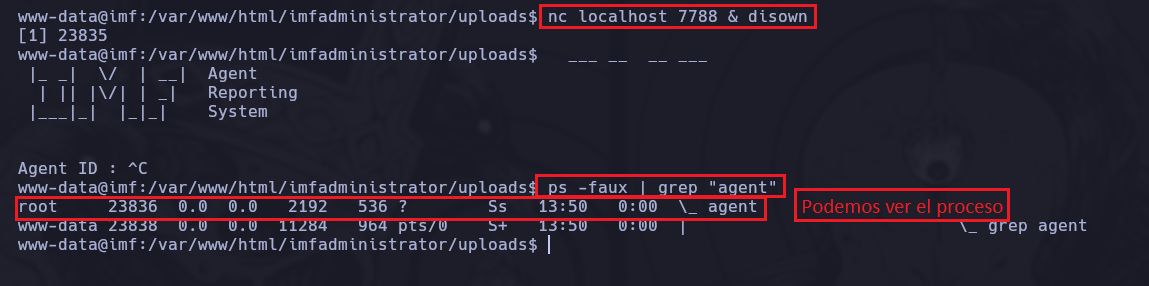 www-data@imf:/var/www/html/imfadministrator/uploads$ nc localhost 7788 & disown
[1] 23835
www-data@imf:/var/www/html/imfadministrator/uploads$   ___ __  __ ___
 |_ _|  \/  | __|  Agent
  | || |\/| | _|   Reporting
 |___|_|  |_|_|    System


Agent ID : ^C
www-data@imf:/var/www/html/imfadministrator/uploads$ ps -faux | grep "agent"
root     23836  0.0  0.0   2192   536 ?        Ss   13:50   0:00  \_ agent Podemos ver el proceso
www-data 23838  0.0  0.0  11284   964 pts/0    S+   13:50   0:00  |                           \_ grep agent
www-data@imf:/var/www/html/imfadministrator/uploads$